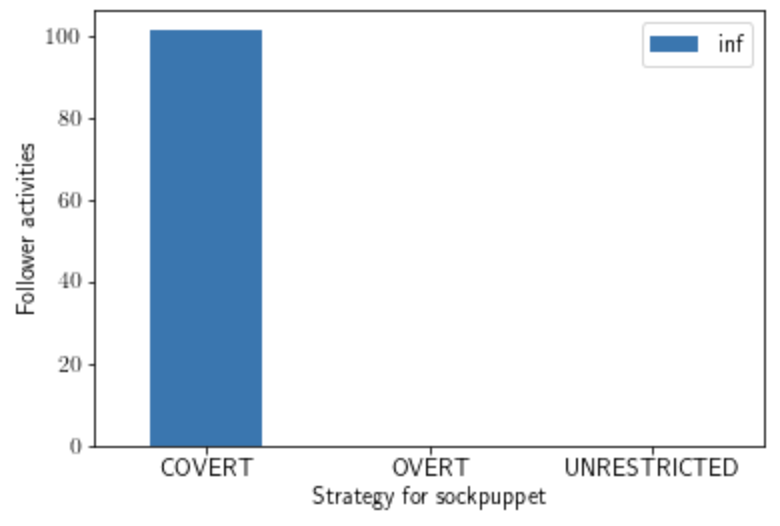 inf
100
80
60
40
20
0
Follower activities
COVERT OVERT UNRESTRICTED
Strategy for sockpuppet